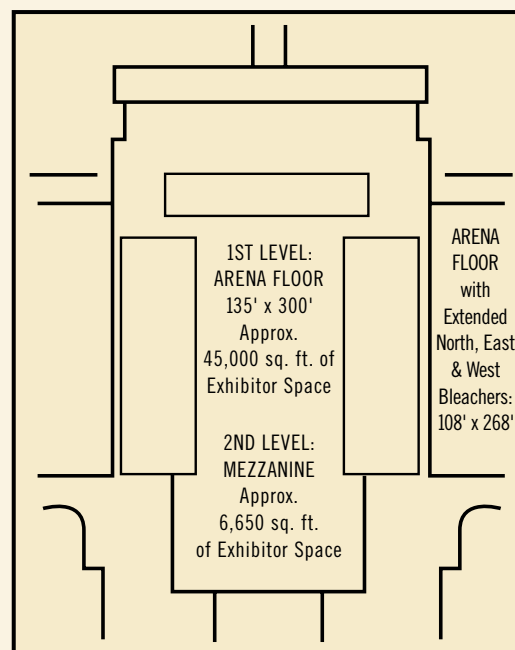 1ST LEVEL:
ARENA FLOOR
135' x 300'
Approx.
45,000 sq. ft. of
Exhibitor Space
2ND LEVEL:
MEZZANINE
Approx.
6,650 sq. ft.
of Exhibitor Space
ARENA
FLOOR
with
Extended
North, East
& West
Bleachers:
108' x 268'